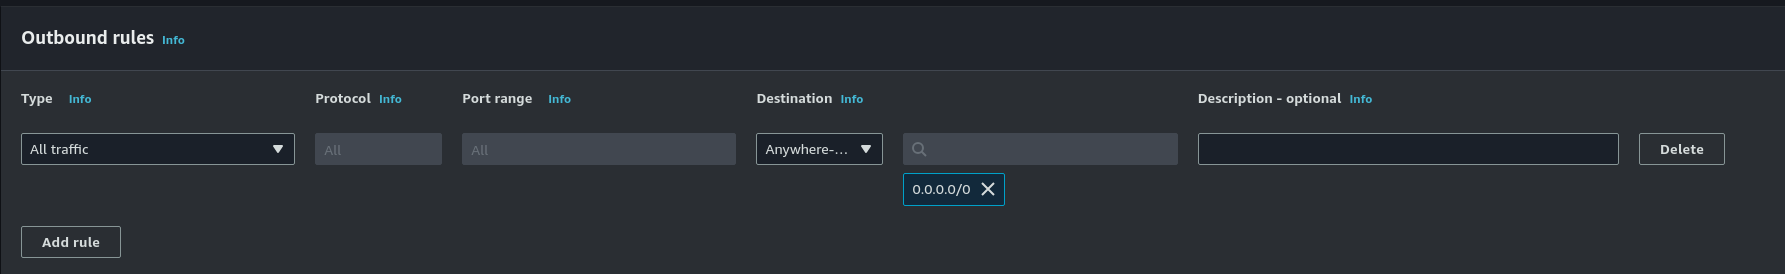 Outbound rules Info
Type Info Protocol Info Port range Info Destination Info Description - optional Info
All traffic All All Anywhere-... Delete
0.0.0.0/0
Add rule